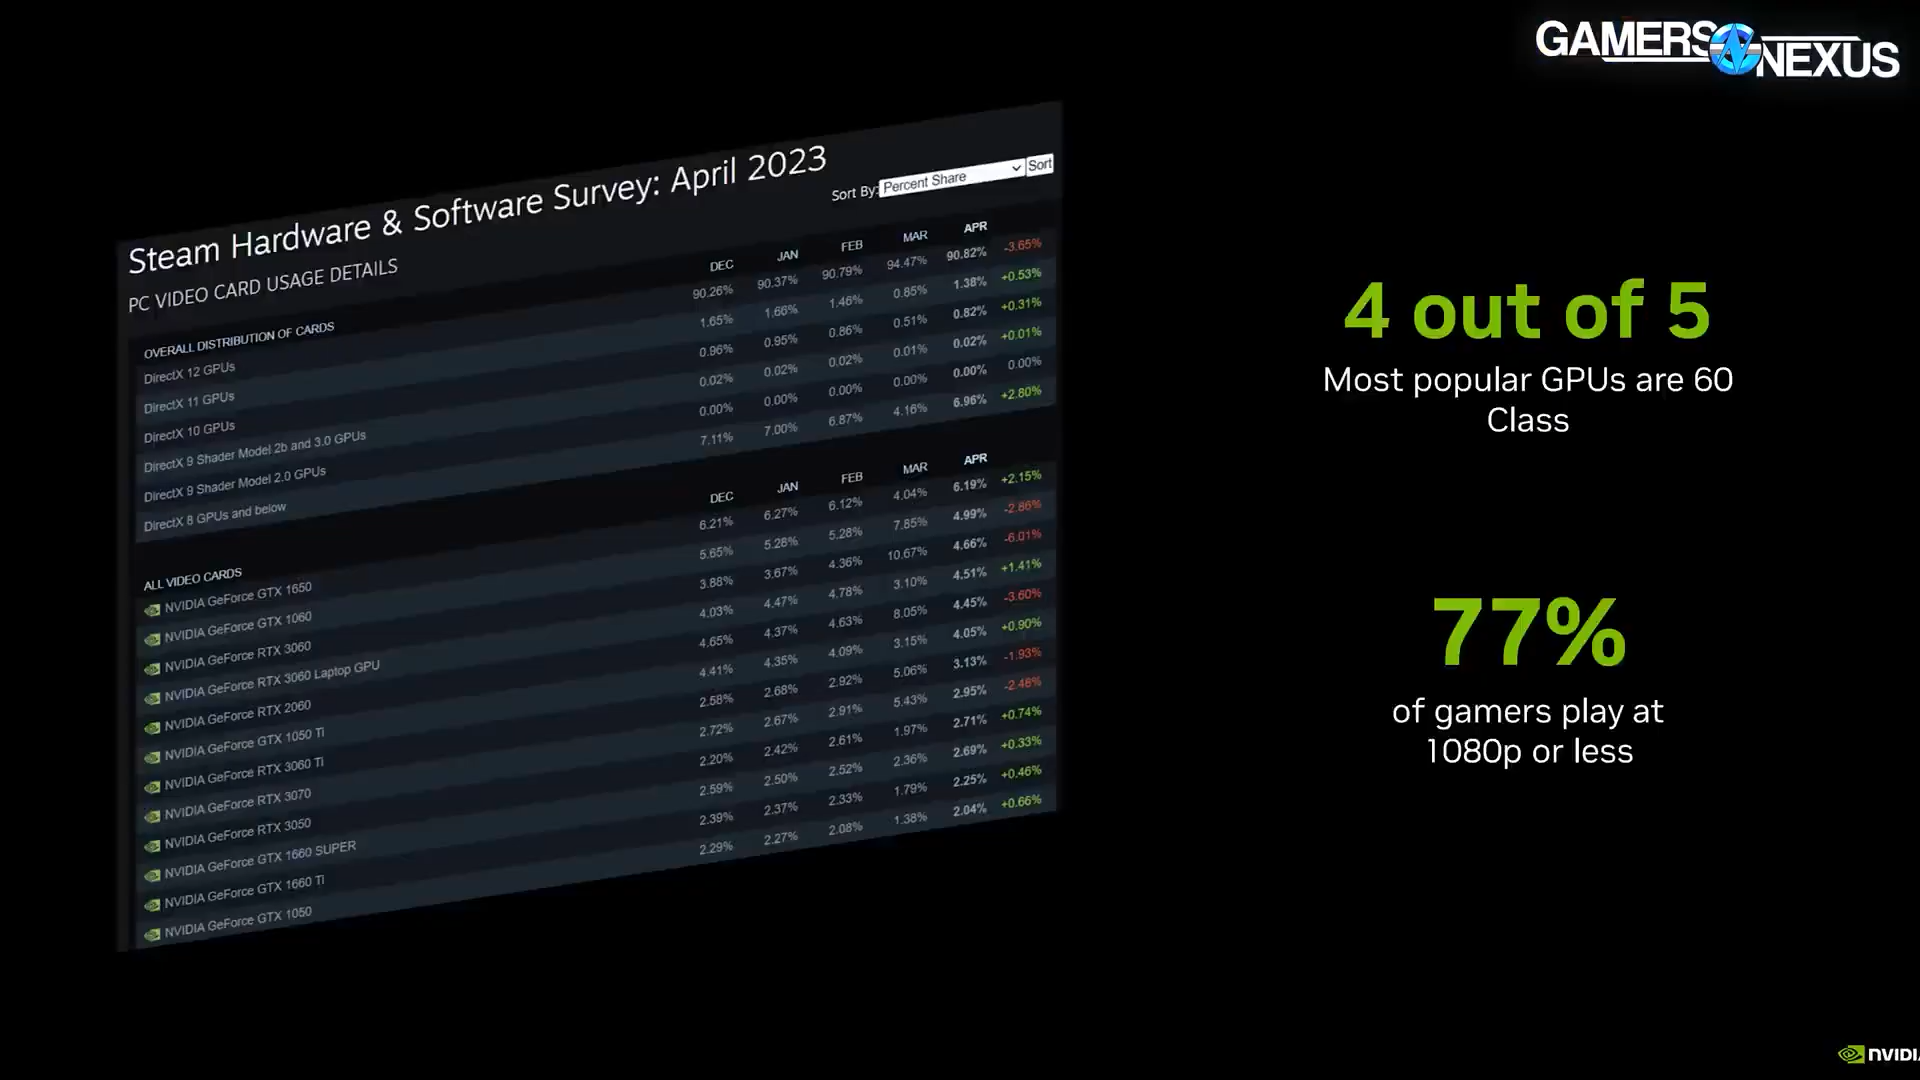 GAMERS NEXUS
Steam Hardware & Software Survey: April 2023
Sort By: Percent Share Sort
PC VIDEO CARD USAGE DETAILS
OVERALL DISTRIBUTION OF CARDS DEC JAN FEB MAR APR
DirectX 12 GPUs 90.26% 90.37% 90.79% 94.47% 90.82% -3.65%
DirectX 11 GPUs 1.65% 1.66% 1.46% 0.85% 1.38% +0.53%
DirectX 10 GPUs 0.96% 0.95% 0.86% 0.51% 0.82% +0.31%
DirectX 9 Shader Model 2b and 3.0 GPUs 0.02% 0.02% 0.02% 0.01% 0.02% +0.01%
DirectX 9 Shader Model 2.0 GPUs 0.00% 0.00% 0.00% 0.00% 0.00% 0.00%
DirectX 8 GPUs and below 7.11% 7.00% 6.87% 4.16% 6.96% +2.80%
ALL VIDEO CARDS DEC JAN FEB MAR APR
NVIDIA GeForce GTX 1650 6.21% 6.27% 6.12% 4.04% 6.19% +2.15%
NVIDIA GeForce GTX 1060 5.65% 5.26% 5.28% 7.85% 4.99% -2.86%
NVIDIA GeForce RTX 3060 3.88% 3.67% 4.36% 10.67% 4.66% -6.01%
NVIDIA GeForce RTX 3060 Laptop GPU 4.03% 4.47% 4.78% 3.10% 4.51% +1.41%
NVIDIA GeForce RTX 2060 4.65% 4.37% 4.63% 8.05% 4.45% -3.60%
NVIDIA GeForce GTX 1050 Ti 4.41% 4.35% 4.09% 3.15% 4.05% +0.90%
NVIDIA GeForce RTX 3060 Ti 2.58% 2.68% 2.92% 5.06% 3.13% -1.93%
NVIDIA GeForce RTX 3070 2.72% 2.67% 2.91% 5.43% 2.95% -2.48%
NVIDIA GeForce RTX 3050 2.20% 2.42% 2.61% 1.97% 2.71% +0.74%
NVIDIA GeForce GTX 1660 SUPER 2.59% 2.50% 2.52% 2.36% 2.69% +0.33%
NVIDIA GeForce GTX 1660 Ti 2.39% 2.37% 2.33% 1.79% 2.25% +0.46%
NVIDIA GeForce GTX 1050 2.29% 2.27% 2.08% 1.38% 2.04% +0.66%
4 out of 5
Most popular GPUs are 60
Class
77%
of gamers play at
1080p or less
NVIDIA